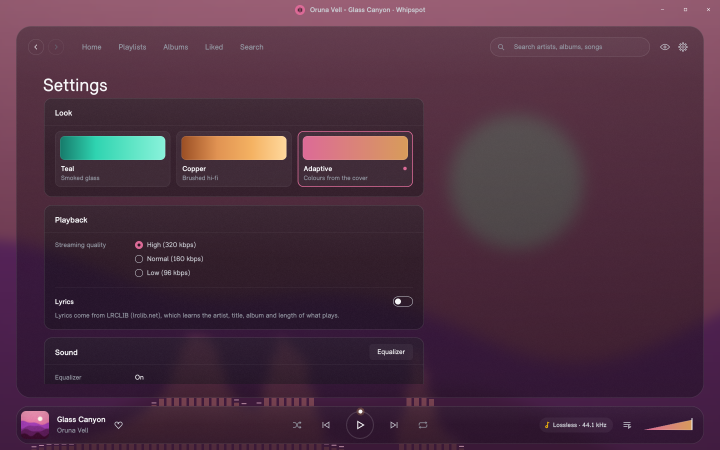 Oruna Veil - Glass Canyon · Whipspot
Home
Playlists
Albums
Liked
Search
Search artists, albums, songs
Settings
Look
Teal
Smoked glass
Copper
Brushed hi-fi
Adaptive
Colours from the cover
Playback
Streaming quality
High (320 kbps)
Normal (160 kbps)
Low (96 kbps)
Lyrics
Lyrics come from LRCLIB (lrclib.net), which learns the artist, title, album and length of what plays.
Sound
Equalizer
Equalizer
On
Glass Canyon
Oruna Veil
Lossless · 44.1 kHz